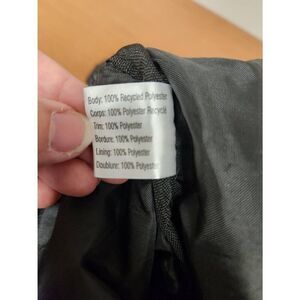 Body: 100% Recycled Polyester
Corps: 100% Polyester Recyclé
Trim: 100% Polyester
Bordure: 100% Polyester
Lining: 100% Polyester
Doublure: 100% Polyester